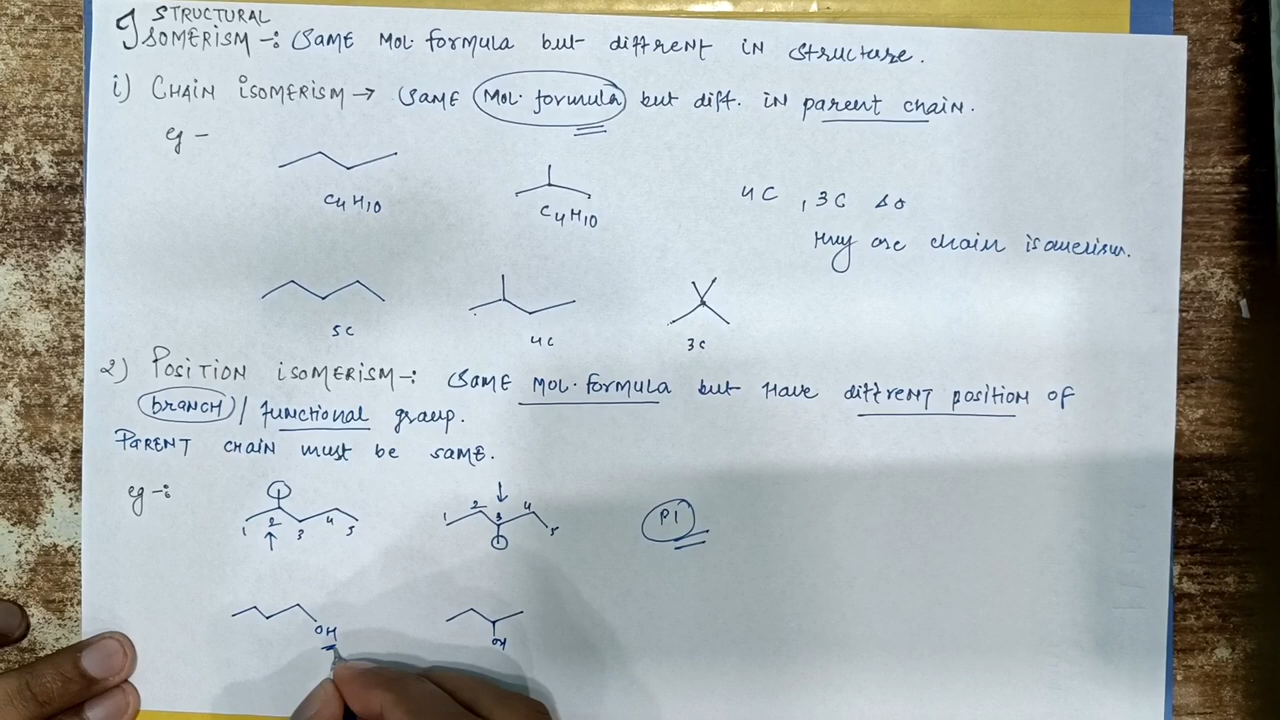 STRUCTURAL
ISOMERISM -: SAME MOL. formula but different in structure.
i) CHAIN isOMERISM → SAME MOL. formula but diff. in parent chain.
eg -
C4H10 C4H10 4C , 3C so
they are chain isomerism.
5C 4C 3C
2) POSITION isOMERISM -: SAME MOL. formula but have different position of
branch / functional group.
PARENT chain must be same.
eg -:
1 2 3 4 5 1 2 3 4 5 PI
OH OH